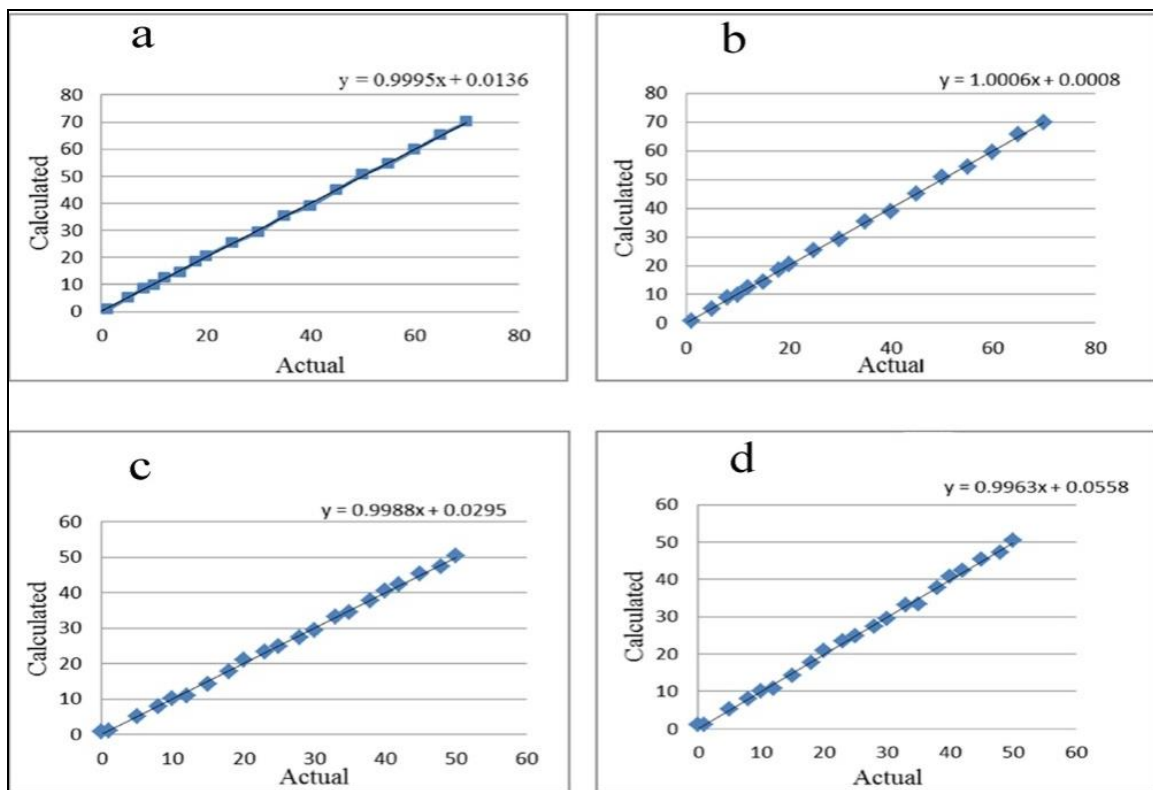 a
y = 0.9995x + 0.0136
80
70
60
50
40
30
20
10
0
Calculated
0 20 40 60 80
Actual
b
y = 1.0006x + 0.0008
80
70
60
50
40
30
20
10
0
Calculated
0 20 40 60 80
Actual
c
y = 0.9988x + 0.0295
60
50
40
30
20
10
0
Calculated
0 10 20 30 40 50 60
Actual
d
y = 0.9963x + 0.0558
60
50
40
30
20
10
0
Calculated
0 10 20 30 40 50 60
Actual